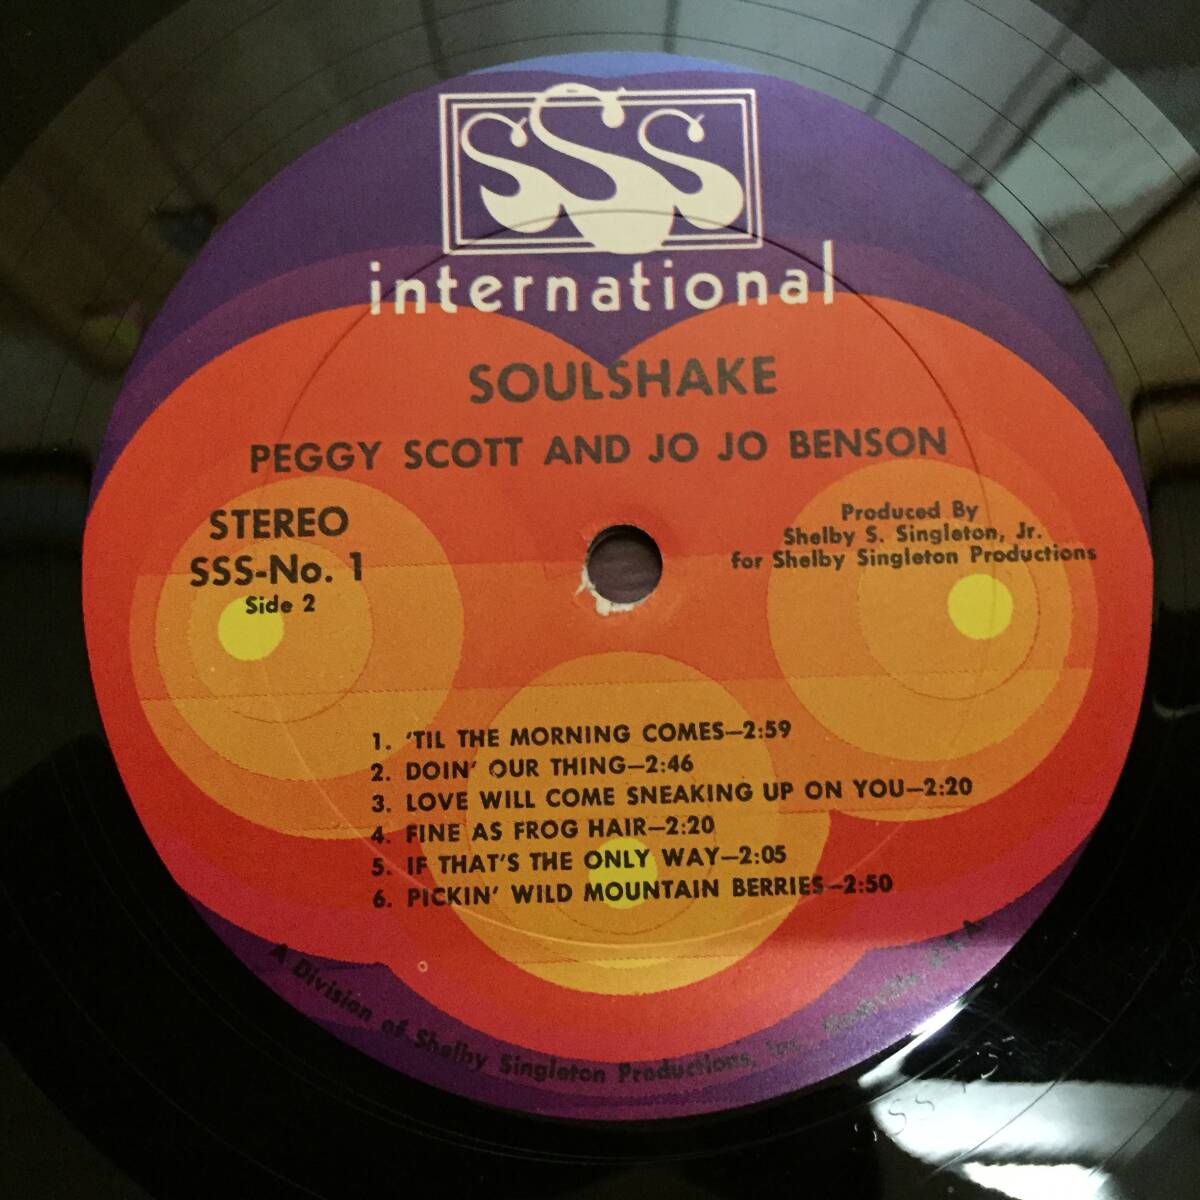 SSS
international
SOULSHAKE
PEGGY SCOTT AND JO JO BENSON
STEREO
SSS-No. 1
Side 2
Produced By
Shelby S. Singleton, Jr.
for Shelby Singleton Productions
1. 'TIL THE MORNING COMES—2:59
2. DOIN' OUR THING—2:46
3. LOVE WILL COME SNEAKING UP ON YOU—2:20
4. FINE AS FROG HAIR—2:20
5. IF THAT'S THE ONLY WAY—2:05
6. PICKIN' WILD MOUNTAIN BERRIES—2:50
A Division of Shelby Singleton Productions, Inc. Nashville, U.S.A.